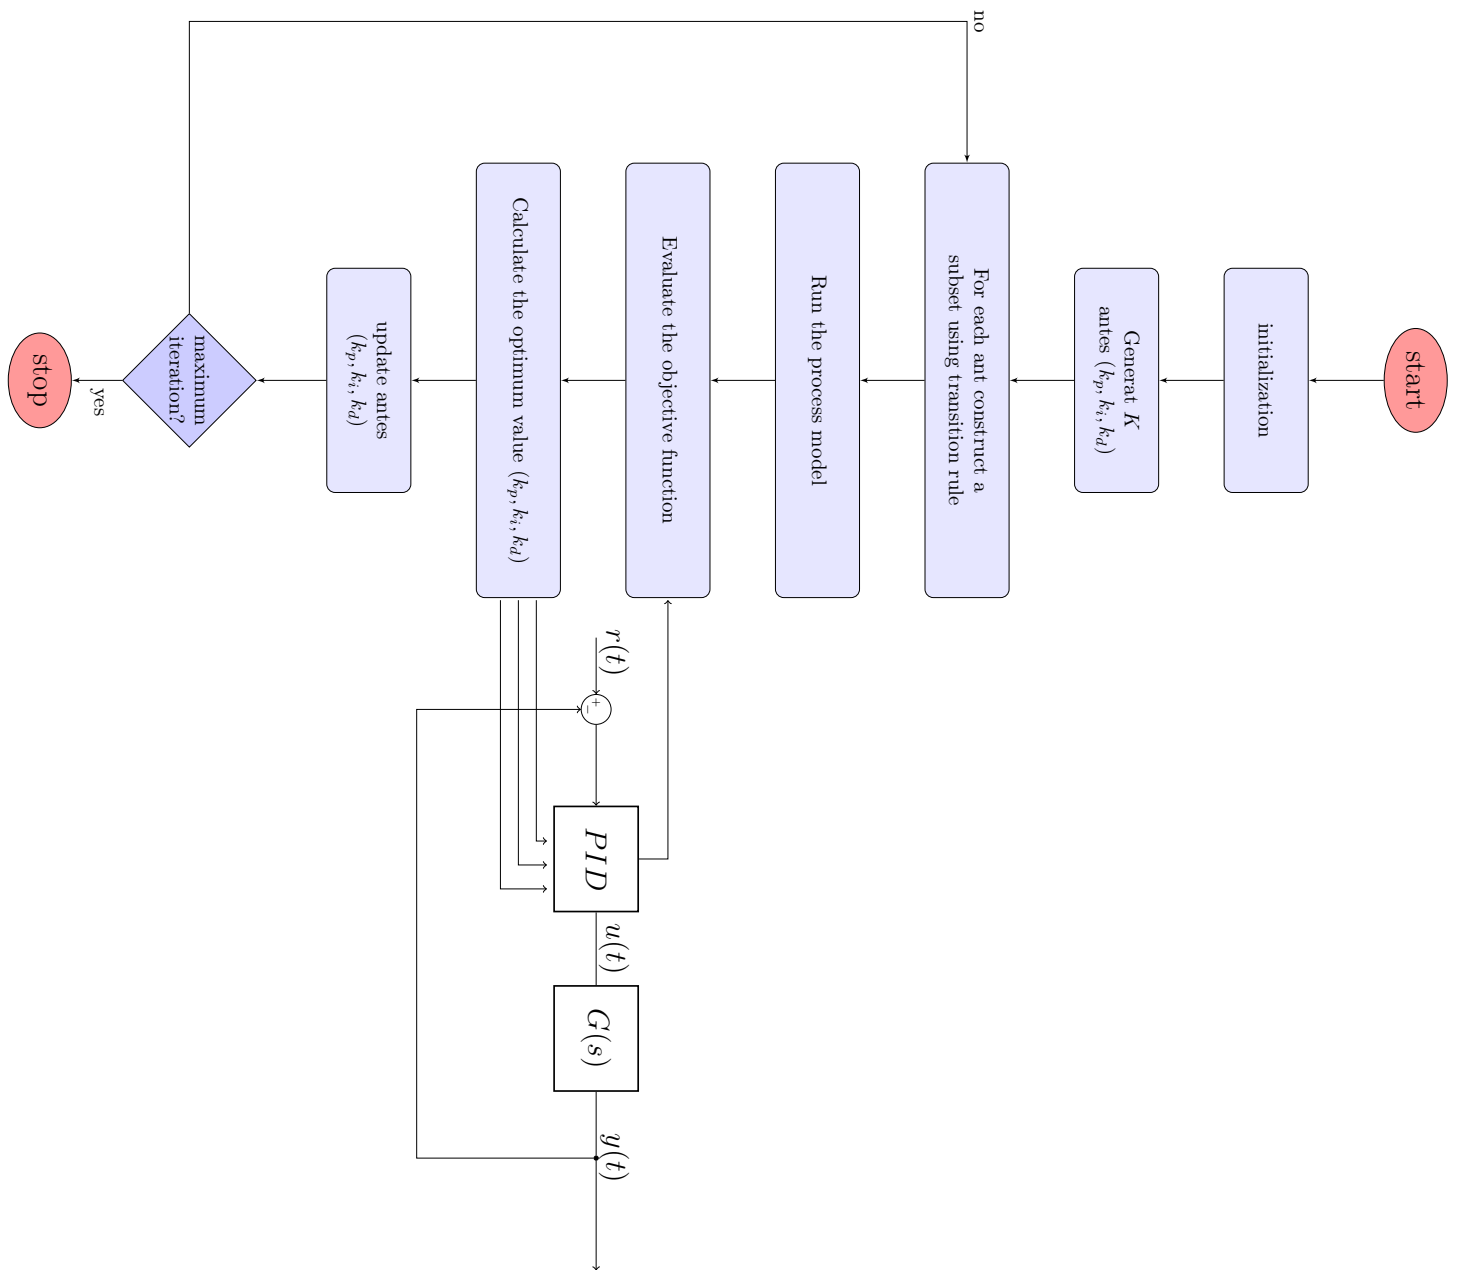 start
initialization
Generat K
antes (k_p, k_i, k_d)
no
For each ant construct a
subset using transition rule
Run the process model
Evaluate the objective function
Calculate the optimum value (k_p, k_i, k_d)
r(t)
+
−
PID
u(t)
G(s)
y(t)
update antes
(k_p, k_i, k_d)
maximum
iteration?
yes
stop